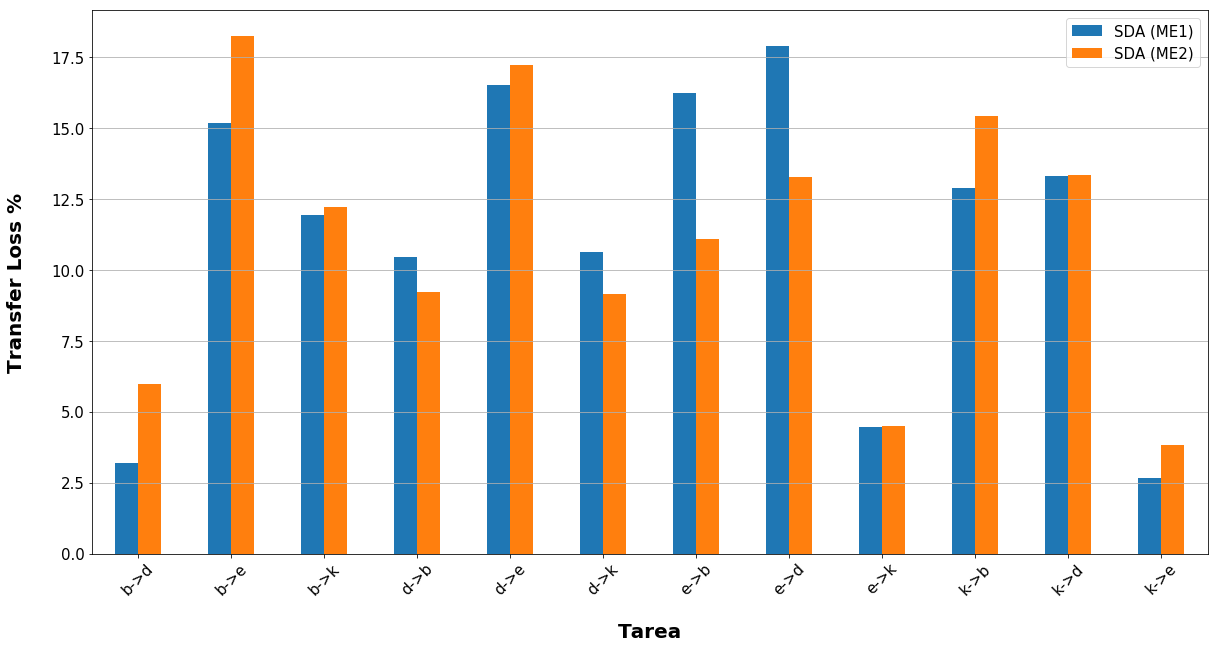 SDA (ME1)
SDA (ME2)
Transfer Loss %
17.5
15.0
12.5
10.0
7.5
5.0
2.5
0.0
b->d b->e b->k d->b d->e d->k e->b e->d e->k k->b k->d k->e
Tarea